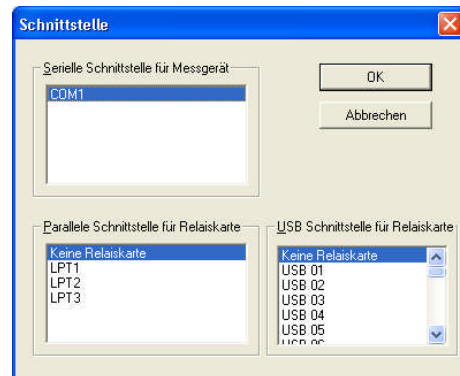 Schnittstelle
Serielle Schnittstelle für Messgerät
COM1
OK
Abbrechen
Parallele Schnittstelle für Relaiskarte
Keine Relaiskarte
LPT1
LPT2
LPT3
USB Schnittstelle für Relaiskarte
Keine Relaiskarte
USB 01
USB 02
USB 03
USB 04
USB 05